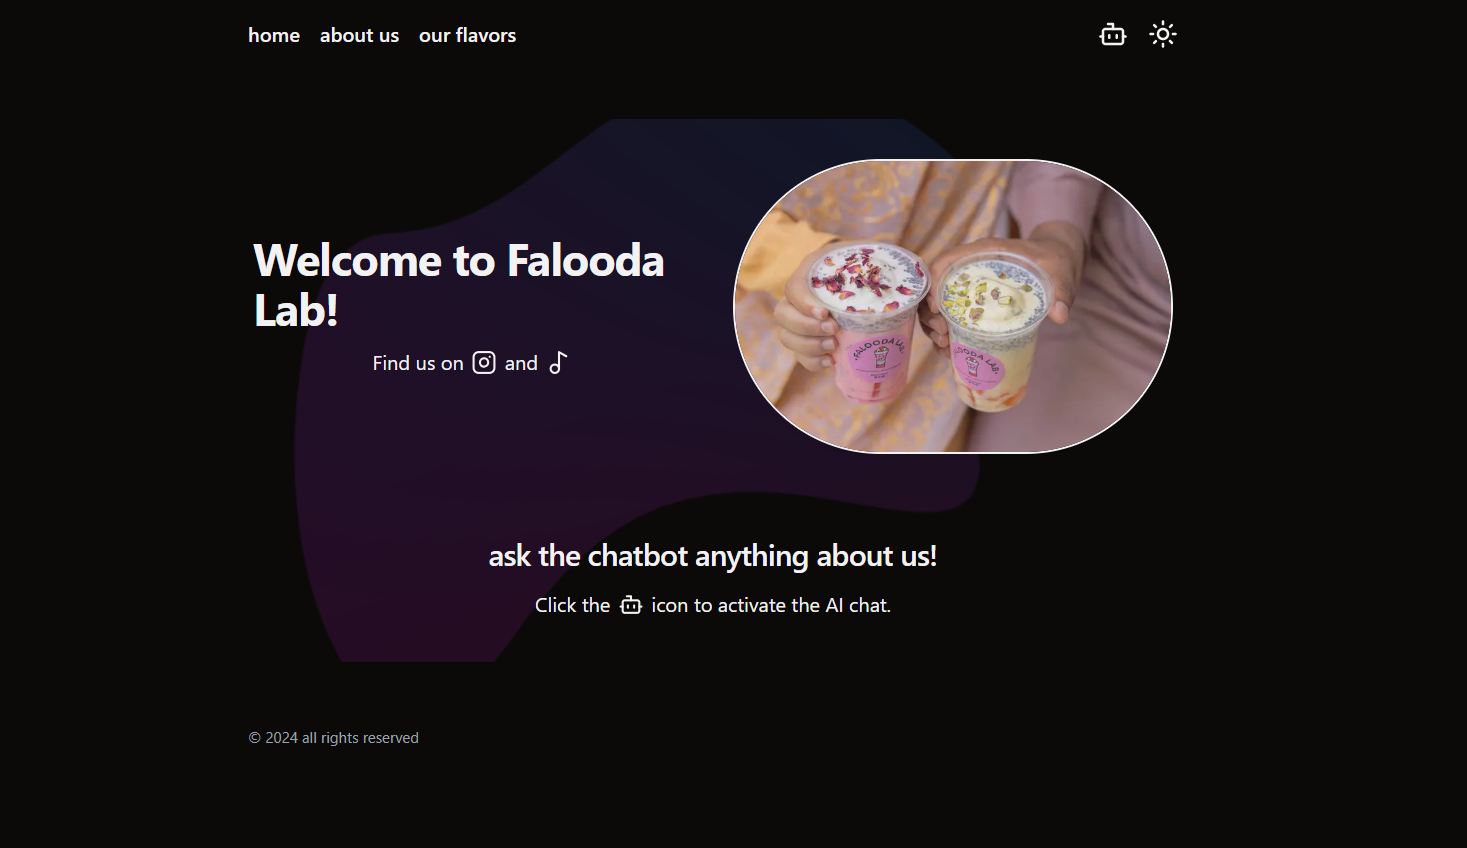 home about us our flavors
Welcome to Falooda
Lab!
Find us on and
FALOODA LAB
FALOODA LAB
ask the chatbot anything about us!
Click the icon to activate the AI chat.
© 2024 all rights reserved